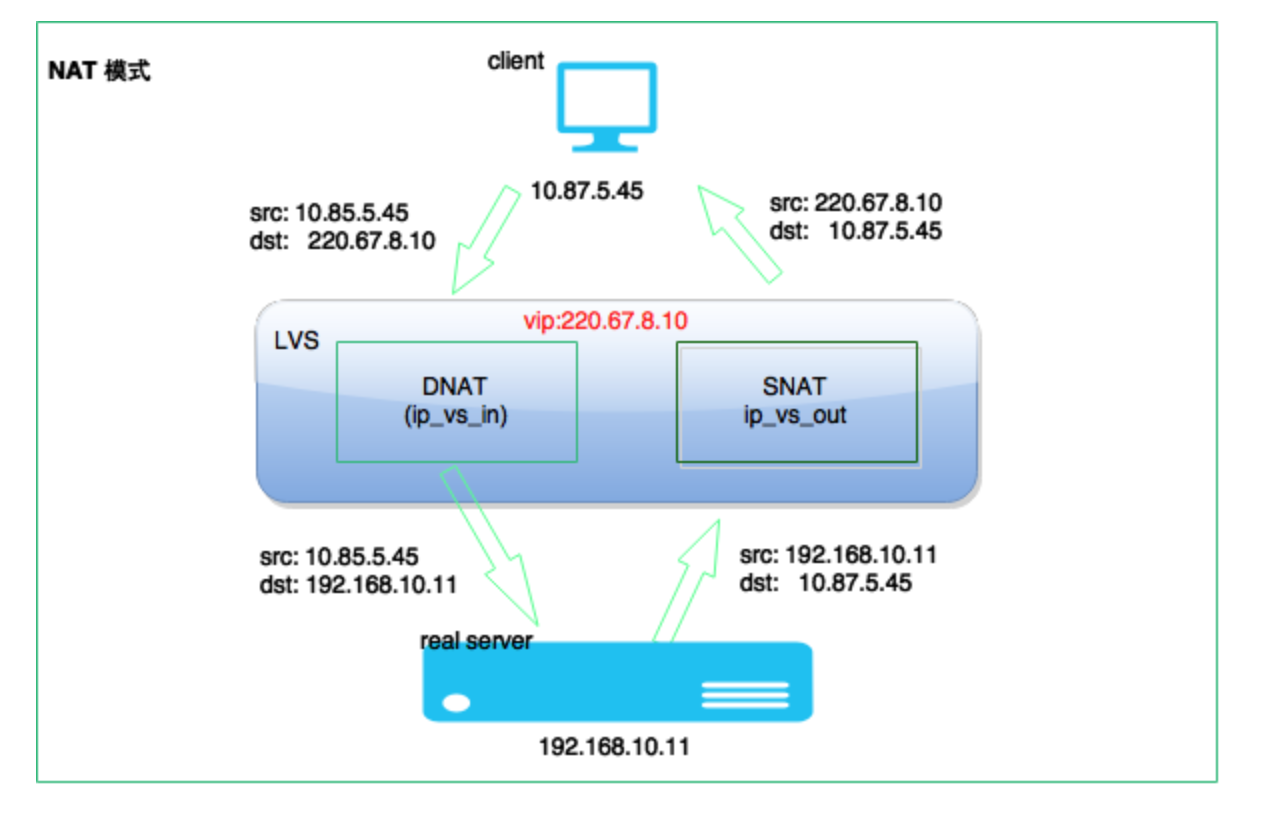 NAT 模式
client
10.87.5.45
src: 10.85.5.45
dst: 220.67.8.10
src: 220.67.8.10
dst: 10.87.5.45
vip:220.67.8.10
LVS
DNAT
(ip_vs_in)
SNAT
ip_vs_out
src: 10.85.5.45
dst: 192.168.10.11
src: 192.168.10.11
dst: 10.87.5.45
real server
192.168.10.11